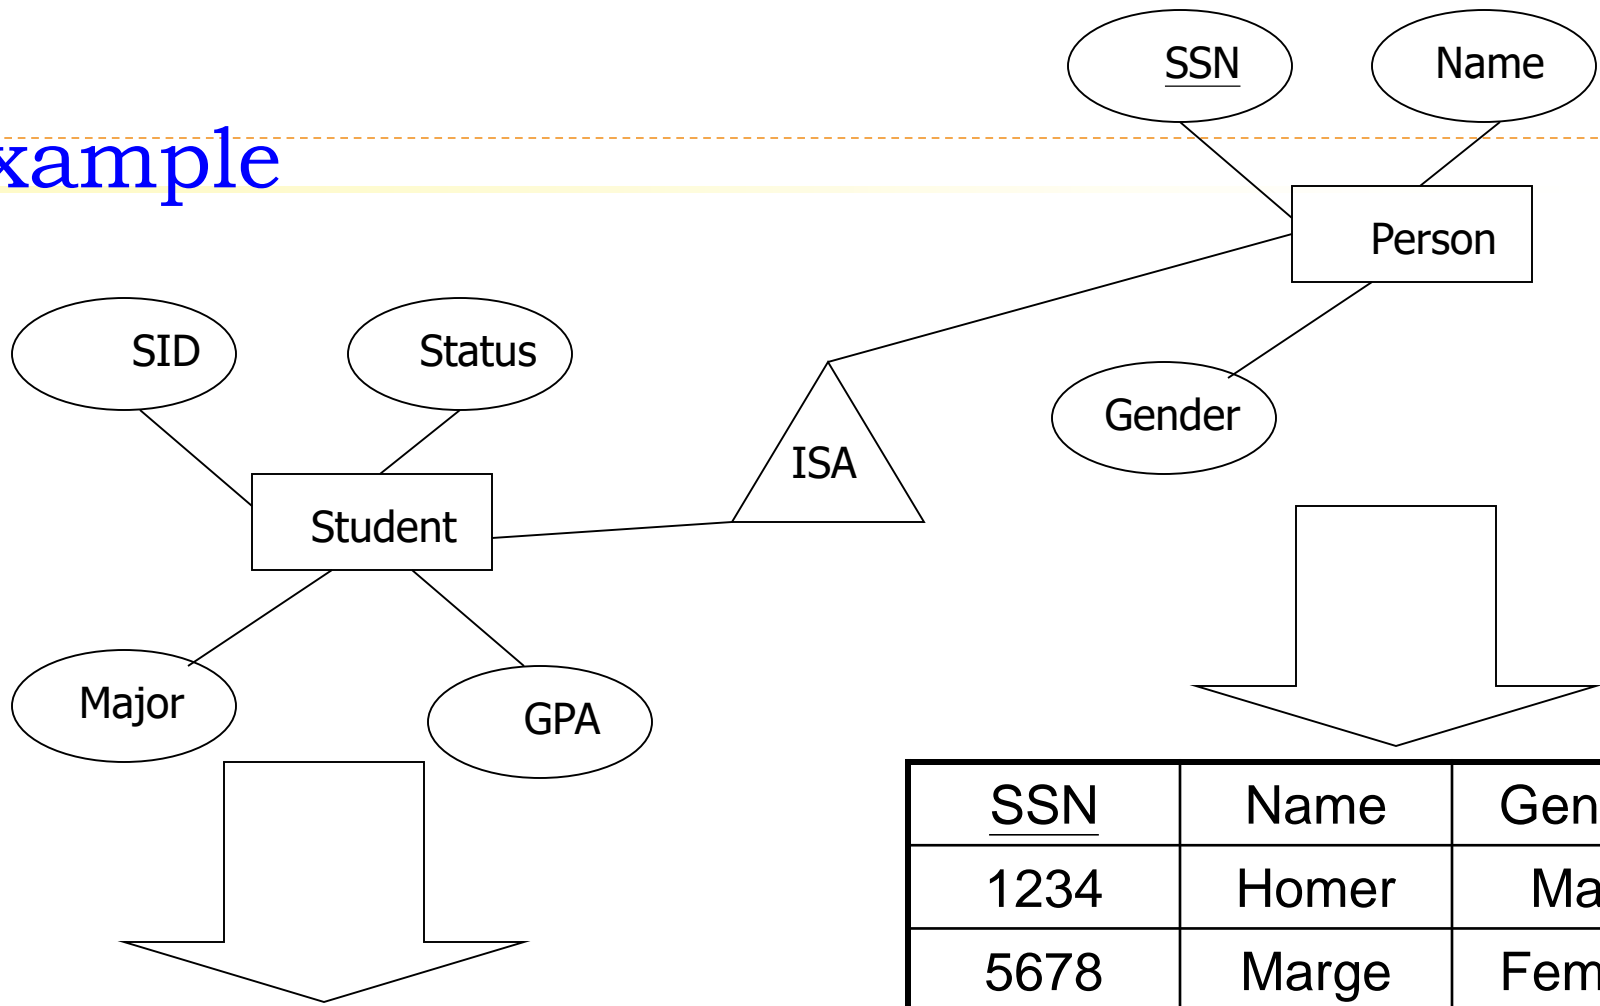 SSN
Name
xample
Person
SID
Status
Gender
ISA
Student
Major
GPA
SSN Name Gen
1234 Homer Ma
5678 Marge Fem